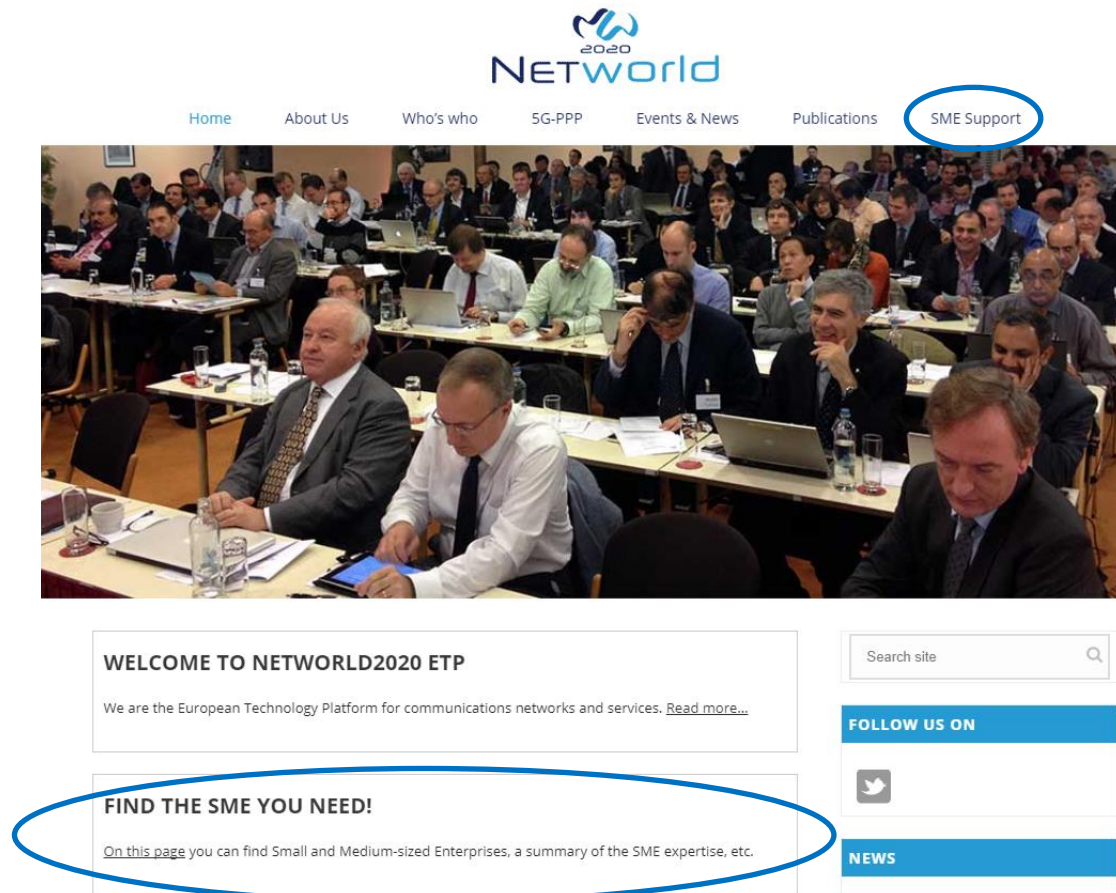 2020
NETWORLD
Home About Us Who's who 5G-PPP Events & News Publications SME Support
WELCOME TO NETWORLD2020 ETP
We are the European Technology Platform for communications networks and services. Read more...
Search site
FOLLOW US ON
FIND THE SME YOU NEED!
On this page you can find Small and Medium-sized Enterprises, a summary of the SME expertise, etc.
NEWS